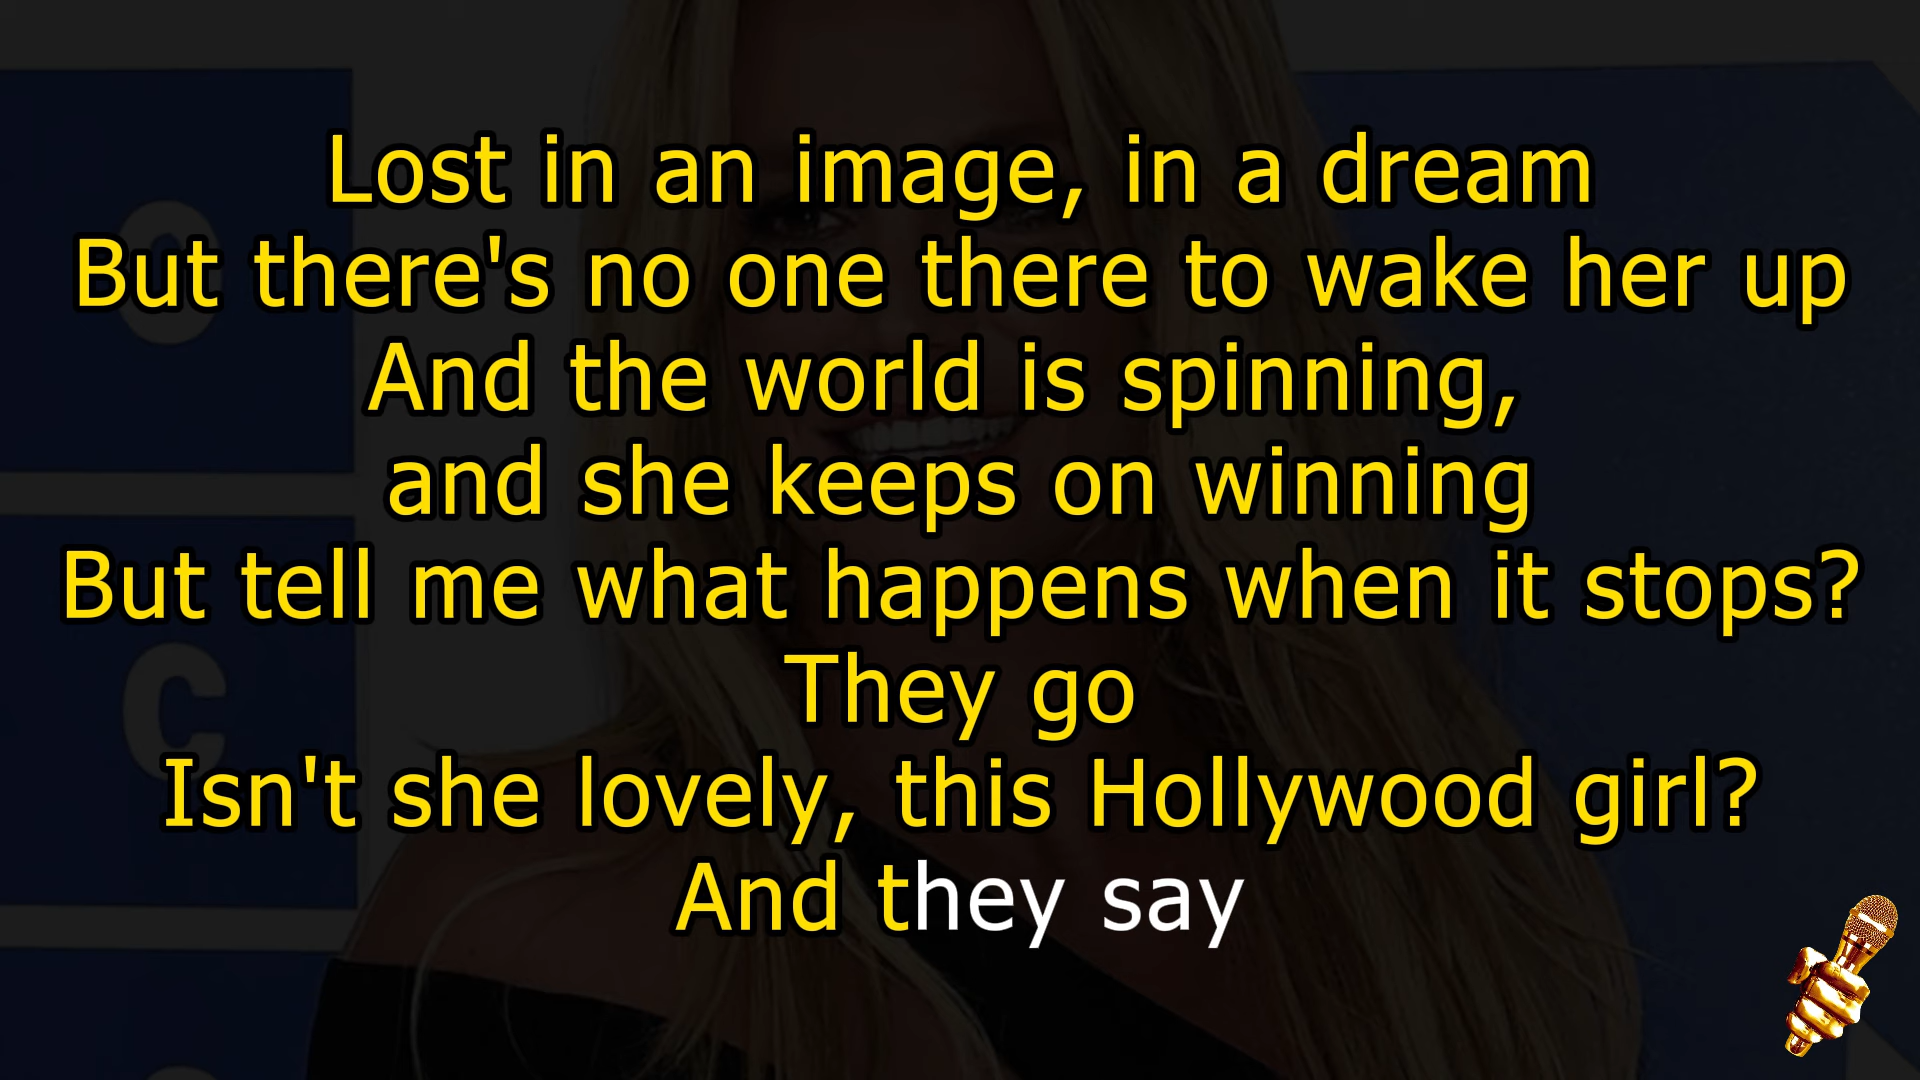 Lost in an image, in a dream
But there's no one there to wake her up
And the world is spinning,
and she keeps on winning
But tell me what happens when it stops?
They go
Isn't she lovely, this Hollywood girl?
And they say
C
C